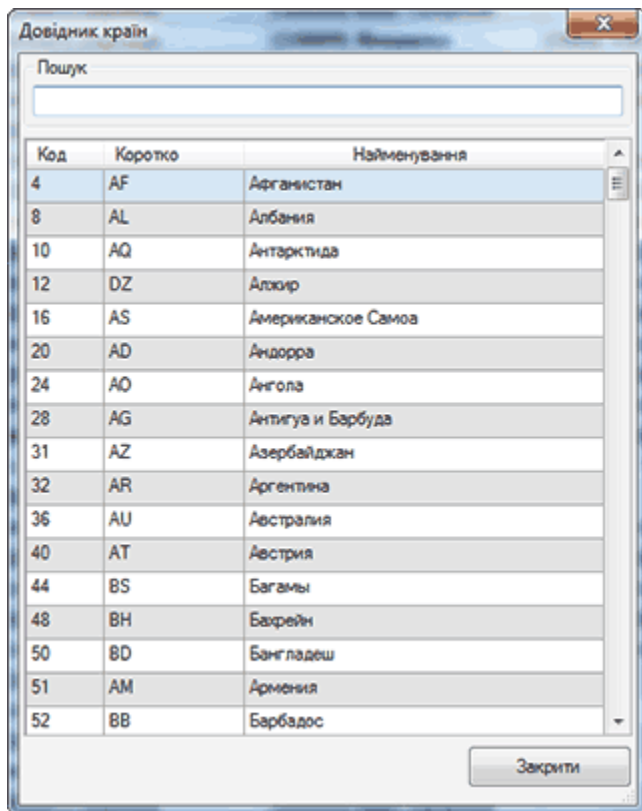 Довідник країн
Пошук
Код Коротко Найменування
4 AF Афганистан
8 AL Албания
10 AQ Антарктида
12 DZ Алжир
16 AS Американское Самоа
20 AD Андорра
24 AO Ангола
28 AG Антигуа и Барбуда
31 AZ Азербайджан
32 AR Аргентина
36 AU Австралия
40 AT Австрия
44 BS Багамы
48 BH Бахрейн
50 BD Бангладеш
51 AM Армения
52 BB Барбадос
Закрити